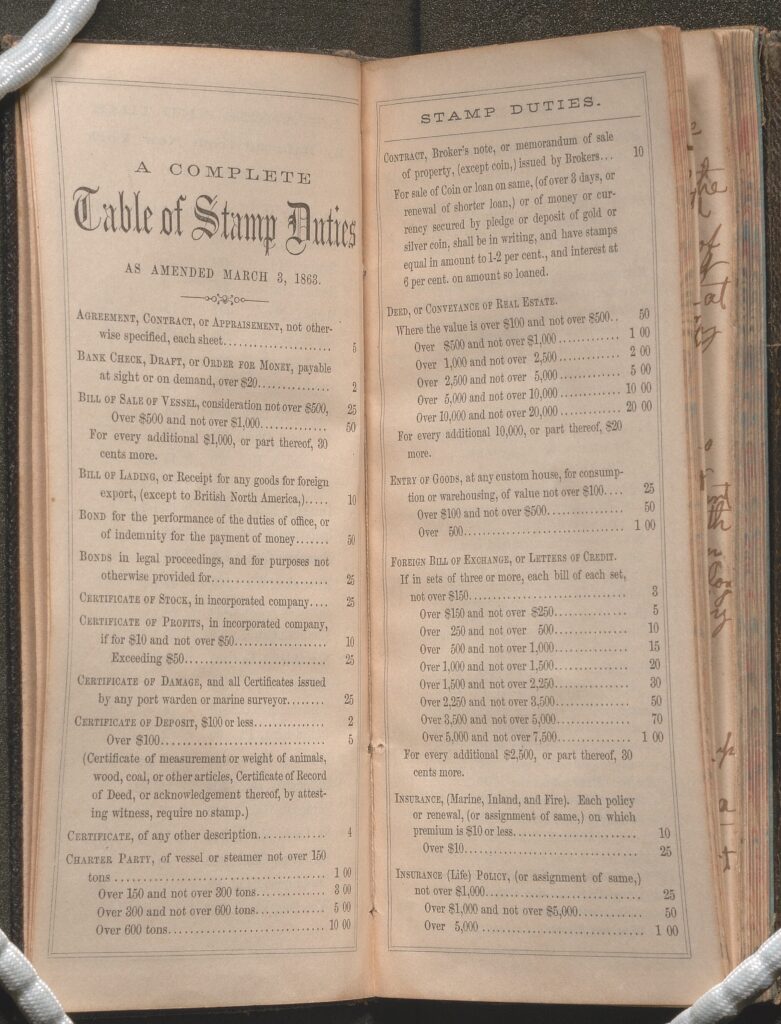 A COMPLETE
Table of Stamp Duties
AS AMENDED MARCH 3, 1863.
AGREEMENT, CONTRACT, OR APPRAISEMENT, not other-
wise specified, each sheet...................... 5
BANK CHECK, DRAFT, OR ORDER FOR MONEY, payable
at sight or on demand, over $20.............. 2
BILL OF SALE OF VESSEL, consideration not over $500, 25
Over $500 and not over $1,000................. 50
For every additional $1,000, or part thereof, 30
cents more.
BILL OF LADING, or Receipt for any goods for foreign
export, (except to British North America,)..... 10
BOND for the performance of the duties of office, or
of indemnity for the payment of money....... 50
BONDS in legal proceedings, and for purposes not
otherwise provided for........................ 25
CERTIFICATE OF STOCK, in incorporated company.... 25
CERTIFICATE OF PROFITS, in incorporated company,
if for $10 and not over $50.................... 10
Exceeding $50............................. 25
CERTIFICATE OF DAMAGE, and all Certificates issued
by any port warden or marine surveyor....... 25
CERTIFICATE OF DEPOSIT, $100 or less.............. 2
Over $100................................. 5
(Certificate of measurement or weight of animals,
wood, coal, or other articles, Certificate of Record
of Deed, or acknowledgement thereof, by attest-
ing witness, require no stamp.)
CERTIFICATE, of any other description............. 4
CHARTER PARTY, of vessel or steamer not over 150
tons ........................................ 1 00
Over 150 and not over 300 tons.............. 3 00
Over 300 and not over 600 tons.............. 5 00
Over 600 tons............................... 10 00
STAMP DUTIES.
CONTRACT, Broker's note, or memorandum of sale
of property, (except coin,) issued by Brokers... 10
For sale of Coin or loan on same, (of over 3 days, or
renewal of shorter loan,) or of money or cur-
rency secured by pledge or deposit of gold or
silver coin, shall be in writing, and have stamps
equal in amount to 1-2 per cent., and interest at
6 per cent. on amount so loaned.
DEED, OR CONVEYANCE OF REAL ESTATE.
Where the value is over $100 and not over $500.. 50
Over $500 and not over $1,000............ 1 00
Over 1,000 and not over 2,500............ 2 00
Over 2,500 and not over 5,000............ 5 00
Over 5,000 and not over 10,000............ 10 00
Over 10,000 and not over 20,000............ 20 00
For every additional 10,000, or part thereof, $20
more.
ENTRY OF GOODS, at any custom house, for consump-
tion or warehousing, of value not over $100.... 25
Over $100 and not over $500................ 50
Over 500................................. 1 00
FOREIGN BILL OF EXCHANGE, OR LETTERS OF CREDIT.
If in sets of three or more, each bill of each set,
not over $150............................... 3
Over $150 and not over $250............... 5
Over 250 and not over 500............... 10
Over 500 and not over 1,000............... 15
Over 1,000 and not over 1,500............... 20
Over 1,500 and not over 2,250............... 30
Over 2,250 and not over 3,500............... 50
Over 3,500 and not over 5,000............... 70
Over 5,000 and not over 7,500............... 1 00
For every additional $2,500, or part thereof, 30
cents more.
INSURANCE, (Marine, Inland, and Fire). Each policy
or renewal, (or assignment of same,) on which
premium is $10 or less....................... 10
Over $10.................................. 25
INSURANCE (Life) POLICY, (or assignment of same,)
not over $1,000.............................. 25
Over $1,000 and not over $5,000............. 50
Over 5,000 ................................ 1 00
the
of
at